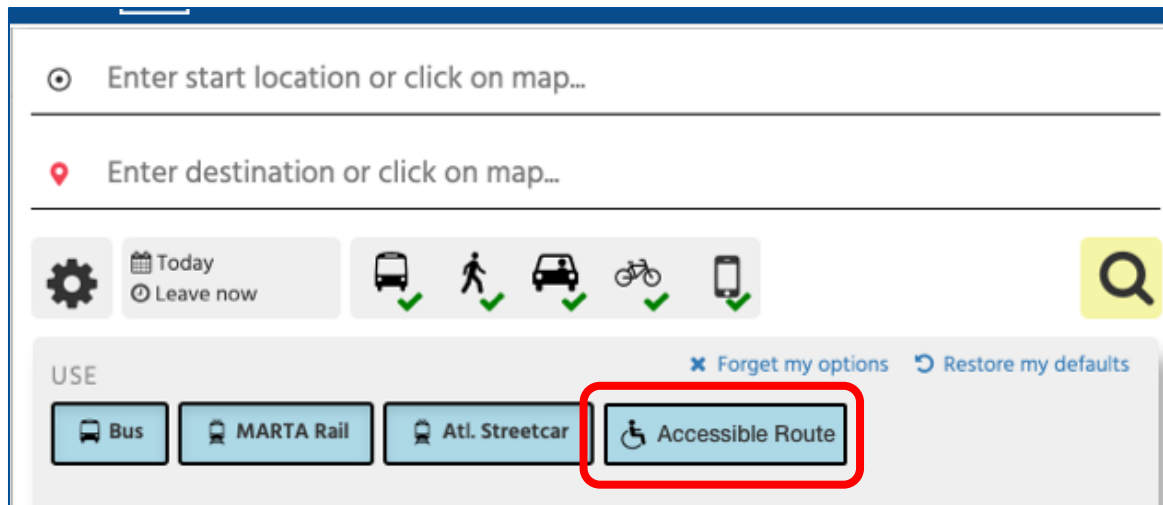 Enter start location or click on map...
Enter destination or click on map...
Today
Leave now
Forget my options Restore my defaults
USE
Bus MARTA Rail Atl. Streetcar Accessible Route